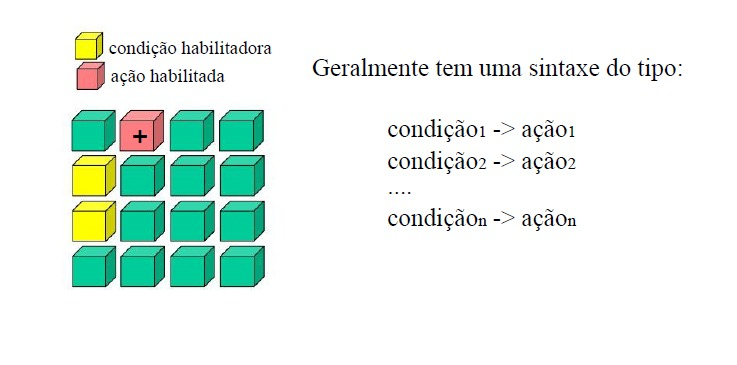 condição habilitadora
ação habilitada
+
Geralmente tem uma sintaxe do tipo:
condição1 -> ação1
condição2 -> ação2
....
condiçãon -> açãon